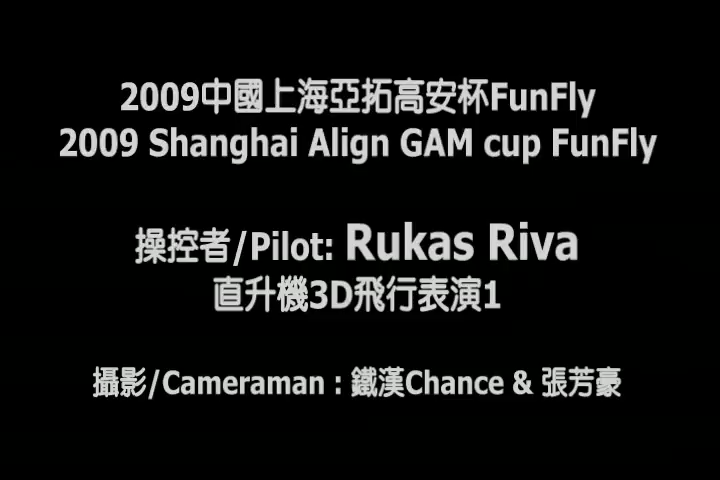 2009中國上海亞拓高安杯FunFly
2009 Shanghai Align GAM cup FunFly
操控者/Pilot: Rukas Riva
直升機3D飛行表演1
攝影/Cameraman : 鐵漢Chance & 張芳豪